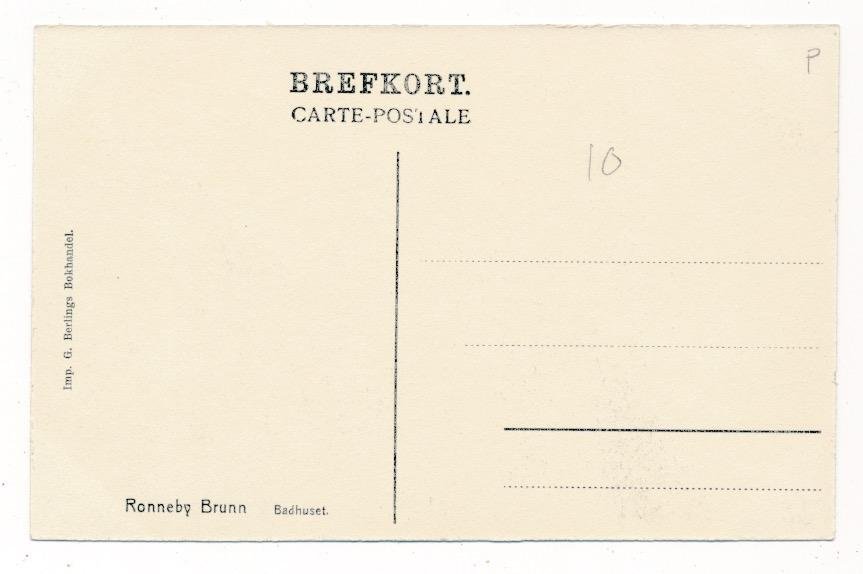 BREFKORT.
CARTE-POSTALE
P
10
Imp. G. Berlings Bokhandel.
Ronneby Brunn Badhuset.